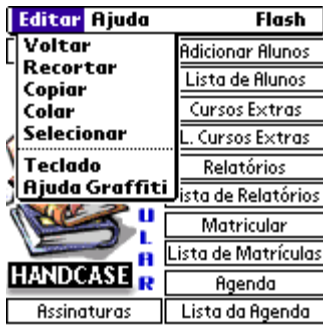 Editar Ajuda Flash
Voltar
Recortar
Copiar
Colar
Selecionar
Teclado
Ajuda Graffiti
Adicionar Alunos
Lista de Alunos
Cursos Extras
L. Cursos Extras
Relatórios
ista de Relatórios
Matricular
Lista de Matrículas
Agenda
Lista da Agenda
U
L
A
R
HANDCASE
Assinaturas